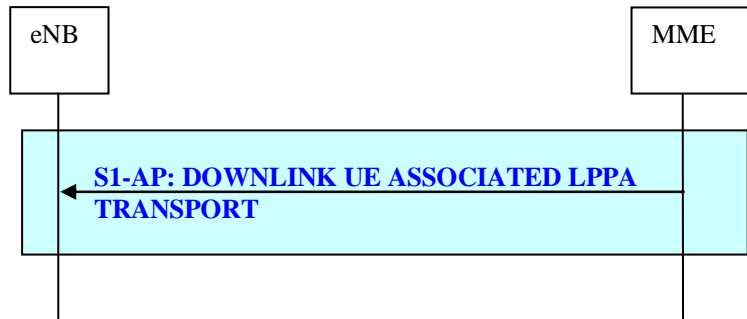 eNB
MME
S1-AP: DOWNLINK UE ASSOCIATED LPPA
TRANSPORT